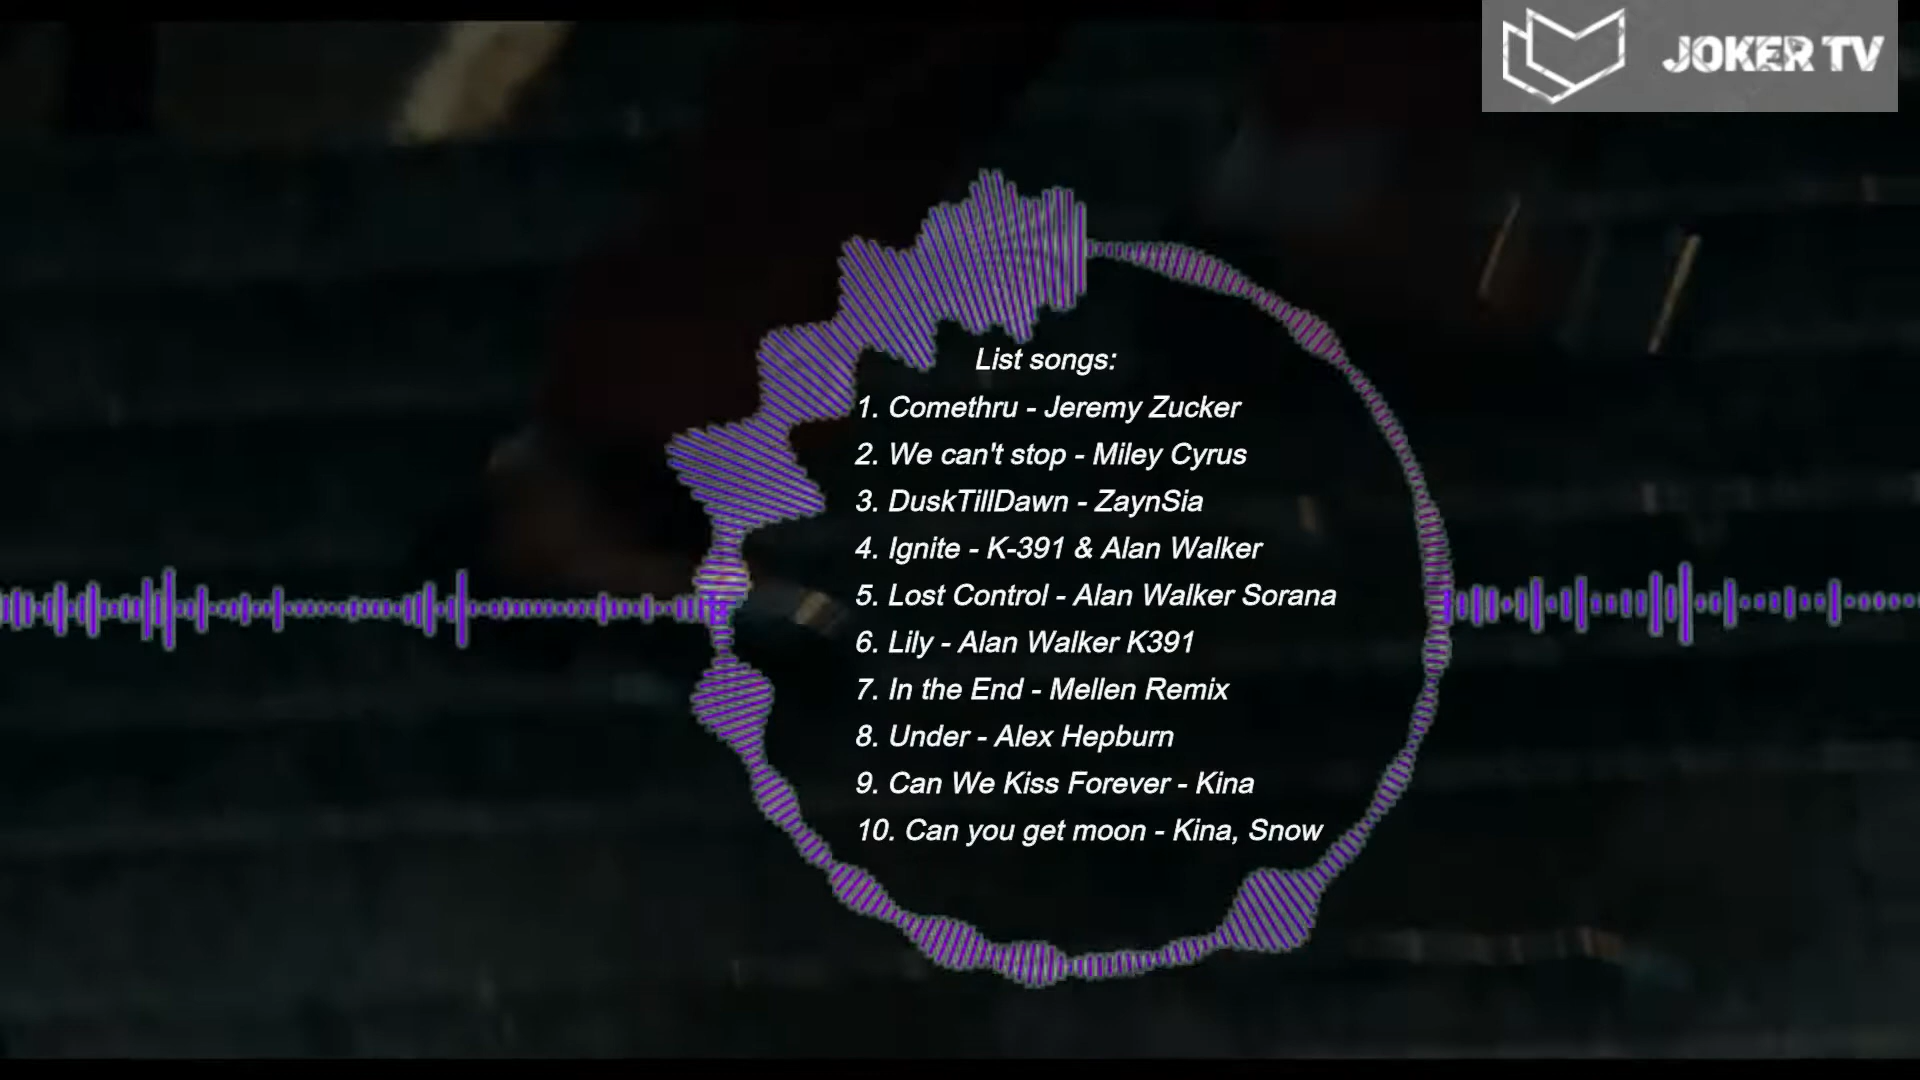 JOKER TV
List songs:
1. Comethru - Jeremy Zucker
2. We can't stop - Miley Cyrus
3. DuskTillDawn - ZaynSia
4. Ignite - K-391 & Alan Walker
5. Lost Control - Alan Walker Sorana
6. Lily - Alan Walker K391
7. In the End - Mellen Remix
8. Under - Alex Hepburn
9. Can We Kiss Forever - Kina
10. Can you get moon - Kina, Snow